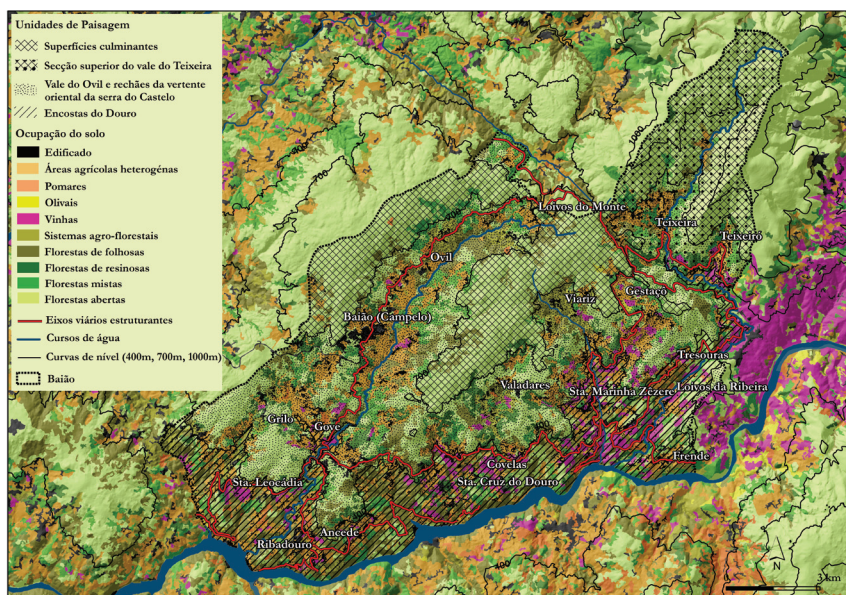 Unidades de Paisagem
Superfícies culminantes
Secção superior do vale do Teixeira
Vale do Ovil e rechãs da vertente
oriental da serra do Castelo
Encostas do Douro
Ocupação do solo
Edificado
Áreas agrícolas heterogénas
Pomares
Olivais
Vinhas
Sistemas agro-florestais
Florestas de folhosas
Florestas de resinosas
Florestas mistas
Florestas abertas
Eixos viários estruturantes
Cursos de água
Curvas de nível (400m, 700m, 1000m)
Baião
700
1000
Loivos do Monte
Teixeira
Teixeiró
Ovil
Viariz
Gestaçô
Baião (Campelo)
Tresouras
Valadares
Sta. Marinha Zêzere
Loivos da Ribeira
Grilo
Gove
Frende
Covelas
Sta. Leocádia
Sta. Cruz do Douro
Ancede
Ribadouro
400
N
3 km